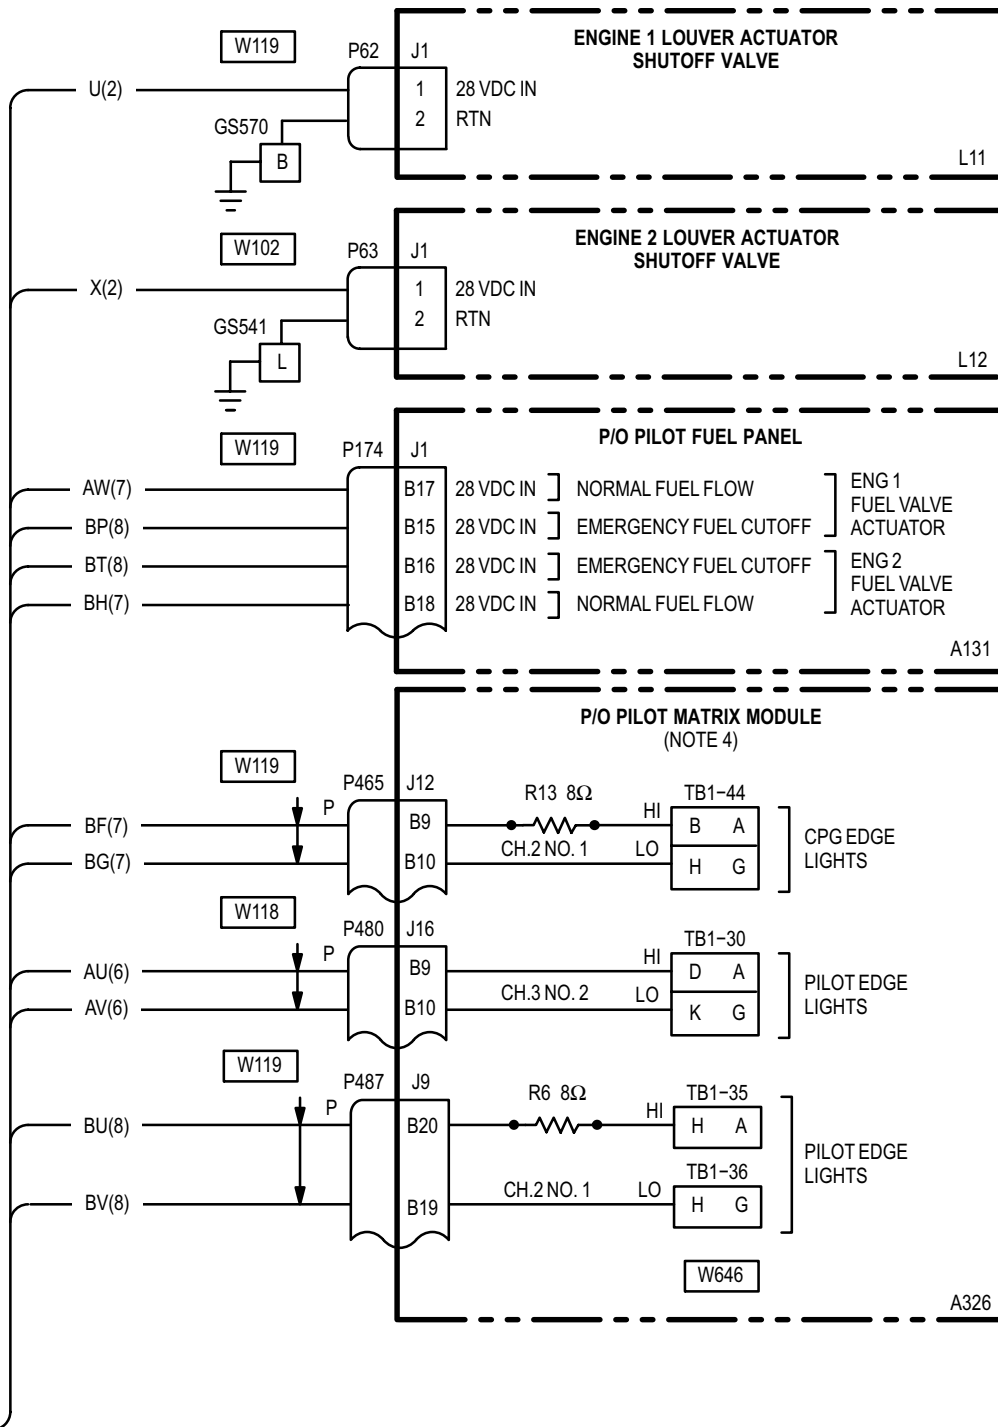 W119
P62 J1
ENGINE 1 LOUVER ACTUATOR
SHUTOFF VALVE
U(2)
1 28 VDC IN
2 RTN
GS570
B
L11
W102
P63 J1
ENGINE 2 LOUVER ACTUATOR
SHUTOFF VALVE
X(2)
1 28 VDC IN
2 RTN
GS541
L
L12
W119
P174 J1
P/O PILOT FUEL PANEL
AW(7) B17 28 VDC IN NORMAL FUEL FLOW
BP(8) B15 28 VDC IN EMERGENCY FUEL CUTOFF
ENG 1
FUEL VALVE
ACTUATOR
BT(8) B16 28 VDC IN EMERGENCY FUEL CUTOFF
BH(7) B18 28 VDC IN NORMAL FUEL FLOW
ENG 2
FUEL VALVE
ACTUATOR
A131
P/O PILOT MATRIX MODULE
(NOTE 4)
W119
P465 J12
R13 8Ω
TB1−44
BF(7) P B9 HI B A
CH.2 NO. 1
BG(7) B10 LO H G
CPG EDGE
LIGHTS
W118
P480 J16
TB1−30
AU(6) P B9 HI D A
CH.3 NO. 2
AV(6) B10 LO K G
PILOT EDGE
LIGHTS
W119
P487 J9
R6 8Ω
TB1−35
BU(8) P B20 HI H A
TB1−36
CH.2 NO. 1
BV(8) B19 LO H G
PILOT EDGE
LIGHTS
W646
A326